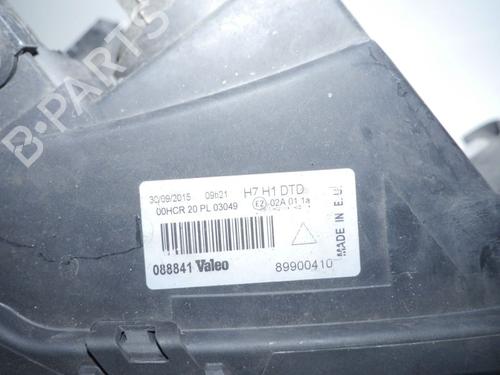 B-PARTS
30/09/2015 09h21 H7 H1 DTD
00HCR 20 PL 03049 E2 02A 01 1a
MADE IN E.U.
088841 Valeo 89900410